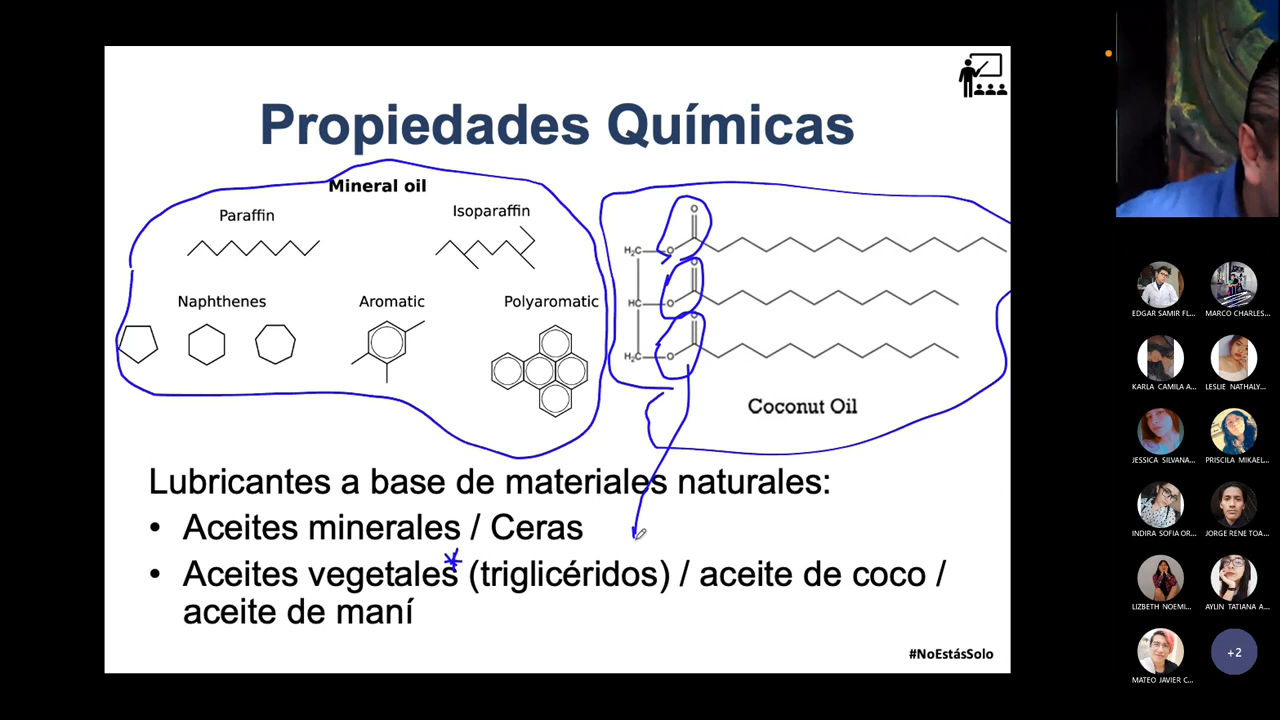 Propiedades Químicas
Mineral oil
Paraffin
Isoparaffin
Naphthenes
Aromatic
Polyaromatic
O
H₂C
O
O
HC
O
O
H₂C
O
Coconut Oil
Lubricantes a base de materiales naturales:
• Aceites minerales / Ceras
• Aceites vegetales* (triglicéridos) / aceite de coco /
aceite de maní
#NoEstásSolo
EDGAR SAMIR FL...
MARCO CHARLES...
KARLA CAMILA A...
LESLIE NATHALY...
JESSICA SILVANA...
PRISCILA MIKAEL...
INDIRA SOFIA OR...
JORGE RENE TOA...
LIZBETH NOEMI...
AYLIN TATIANA A...
MATEO JAVIER C...
+2